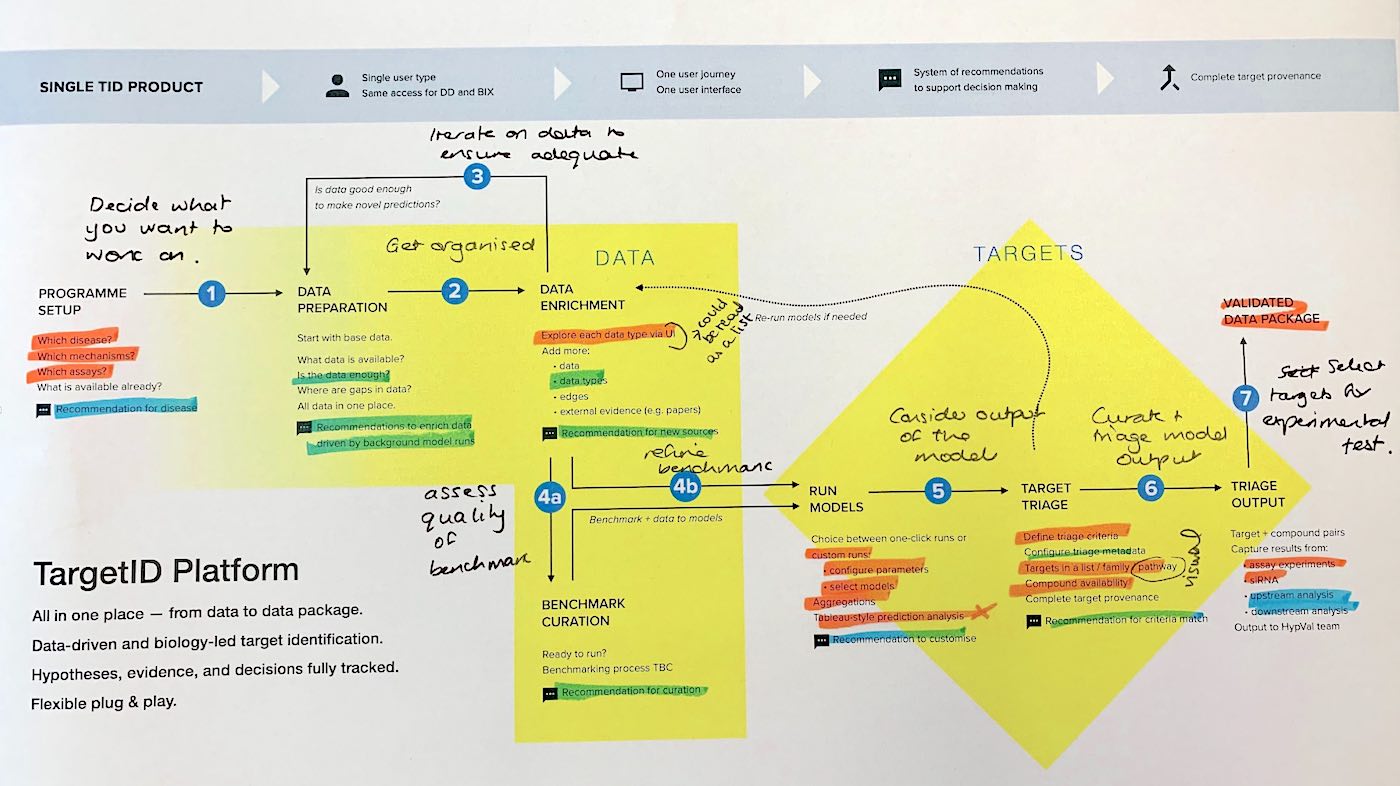 SINGLE TID PRODUCT
Single user type
Same access for DD and BIX
One user journey
One user interface
System of recommendations
to support decision making
Complete target provenance
Iterate on data to
ensure adequate
3
Is data good enough
to make novel predictions?
Decide what
you want to
work on.
Get organised
DATA
TARGETS
PROGRAMME
SETUP
1
DATA
PREPARATION
2
DATA
ENRICHMENT
Re-run models if needed
Which disease?
Which mechanisms?
Which assays?
What is available already?
Recommendation for disease
Start with base data.
What data is available?
Is the data enough?
Where are gaps in data?
All data in one place.
Recommendations to enrich data
driven by background model runs
Explore each data type via UI
? could
be read
as a list
Add more:
• data
• data types
• edges
• external evidence (e.g. papers)
Recommendation for new sources
refine
benchmark
4a
4b
assess
quality
of
benchmark
Benchmark + data to models
BENCHMARK
CURATION
Ready to run?
Benchmarking process TBC
Recommendation for curation
Consider output
of the
model
Curate +
triage model
output
RUN
MODELS
5
TARGET
TRIAGE
6
TRIAGE
OUTPUT
Choice between one-click runs or
custom runs:
• configure parameters
• select models
Aggregations
Tableau-style prediction analysis
Recommendation to customise
Define triage criteria
Configure triage metadata
Targets in a list / family / pathway
visual
Compound availability
Complete target provenance
Recommendation for criteria match
Target + compound pairs
Capture results from:
• assay experiments
• siRNA
• upstream analysis
• downstream analysis
Output to HypVal team
VALIDATED
DATA PACKAGE
7
Select
targets for
experimental
test.
TargetID Platform
All in one place — from data to data package.
Data-driven and biology-led target identification.
Hypotheses, evidence, and decisions fully tracked.
Flexible plug & play.